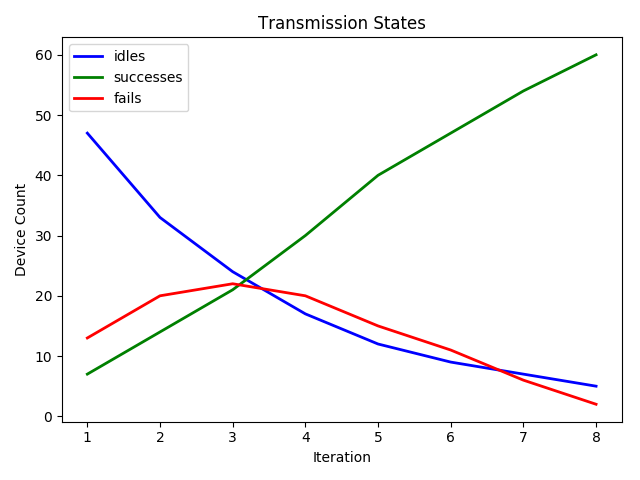 Transmission States
idles
successes
fails
Device Count
60
50
40
30
20
10
0
1 2 3 4 5 6 7 8
Iteration